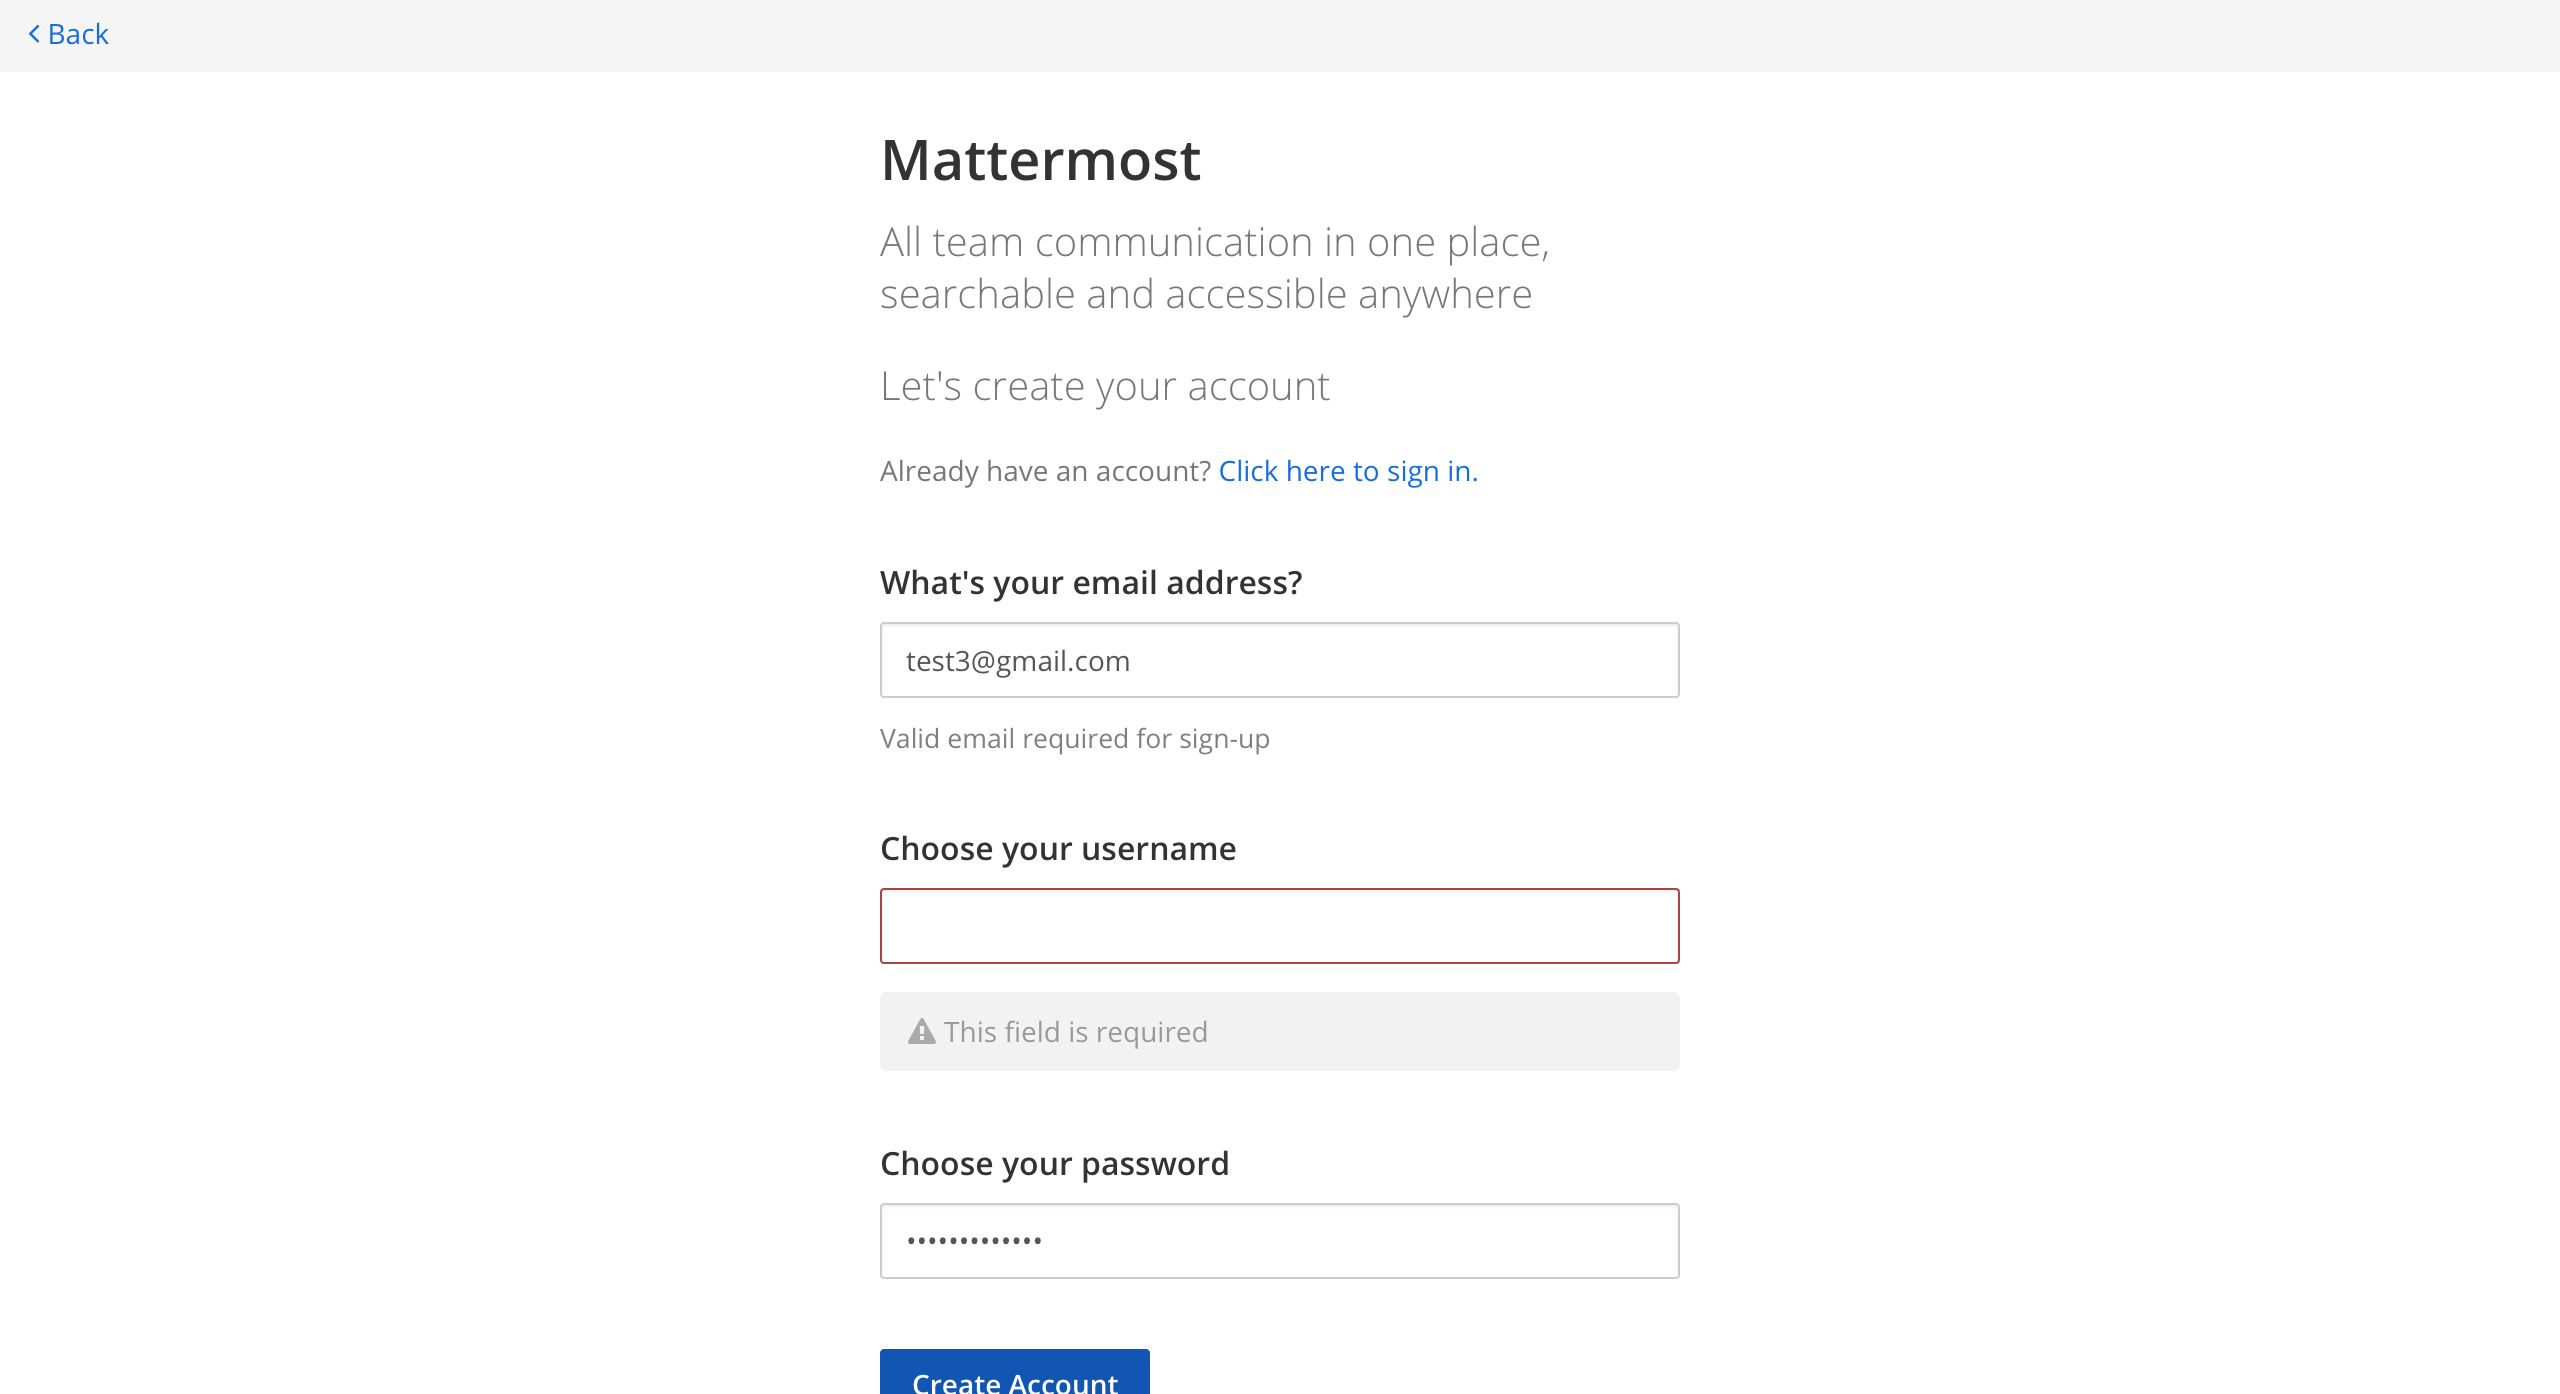 Back
Mattermost
All team communication in one place,
searchable and accessible anywhere
Let's create your account
Already have an account? Click here to sign in.
What's your email address?
test3@gmail.com
Valid email required for sign-up
Choose your username
This field is required
Choose your password
•••••••••••••
Create Account